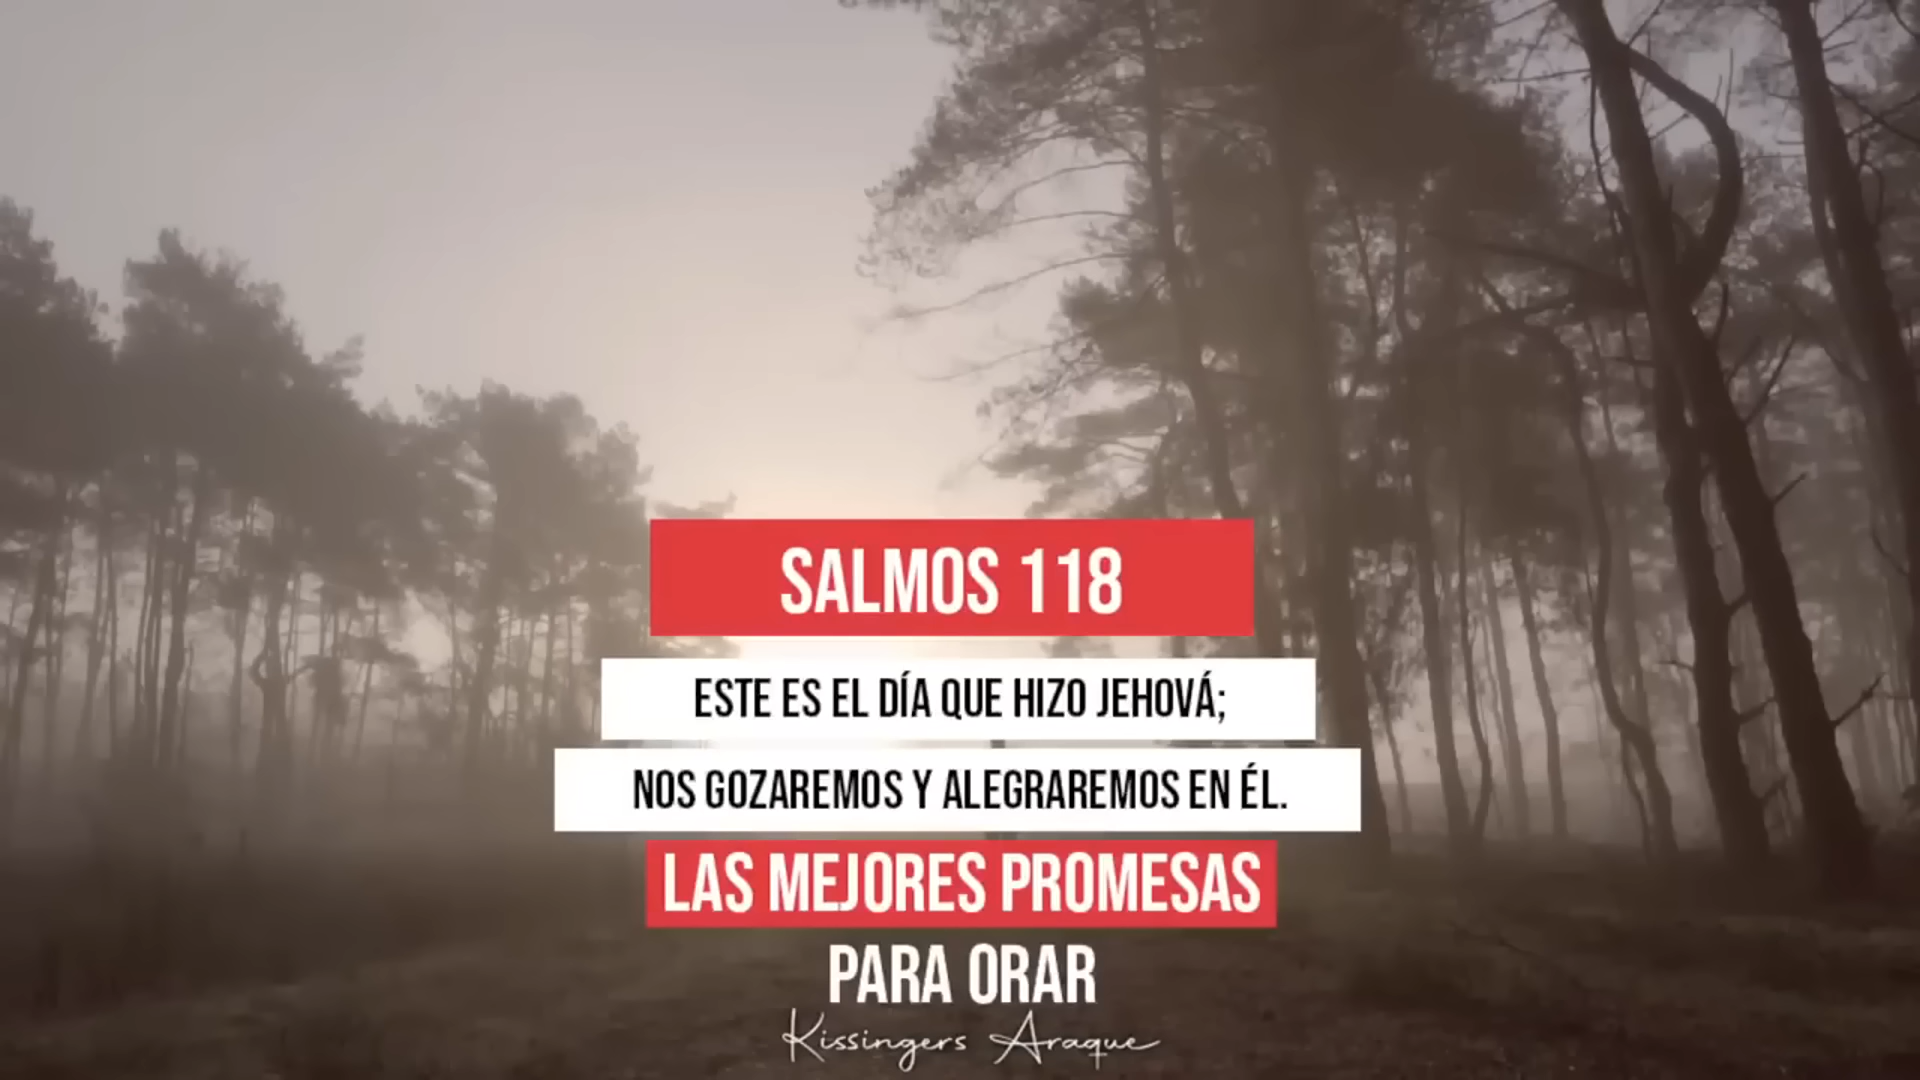 SALMOS 118
ESTE ES EL DÍA QUE HIZO JEHOVÁ;
NOS GOZAREMOS Y ALEGRAREMOS EN ÉL.
LAS MEJORES PROMESAS
PARA ORAR
Kissingers Araque